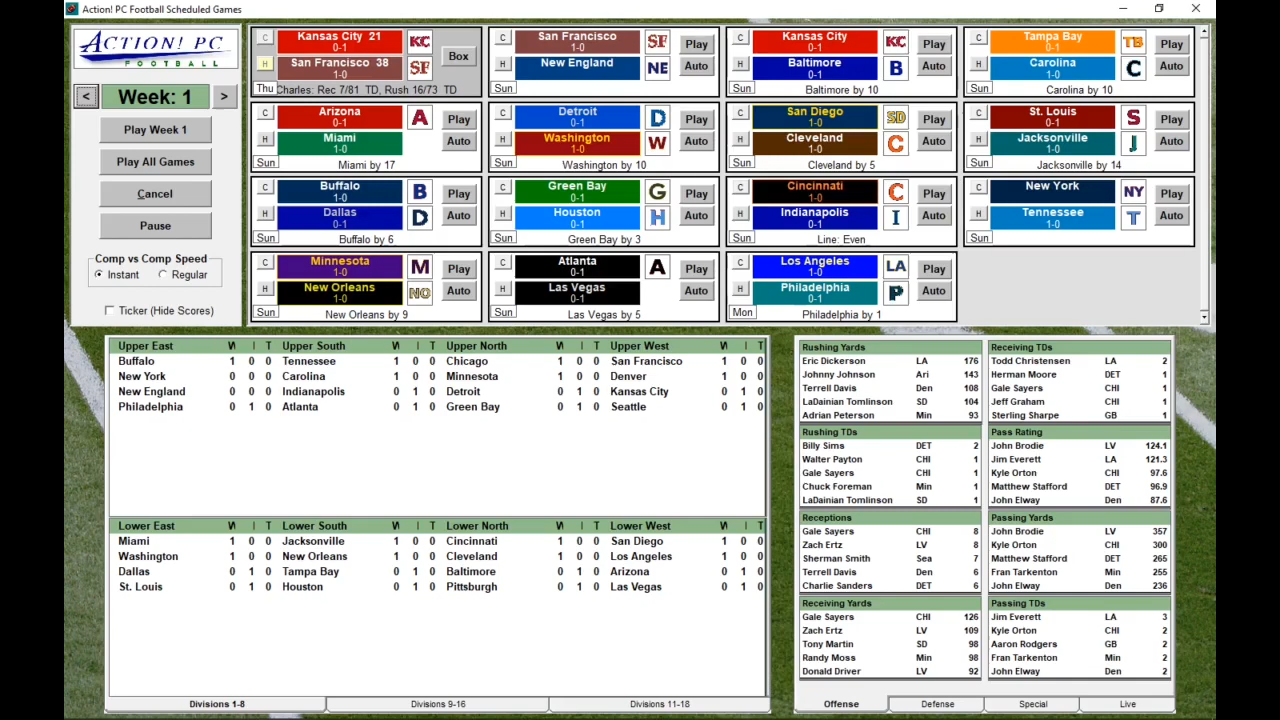 Action! PC Football Scheduled Games
ACTION! PC
FOOTBALL
< Week: 1 >
Play Week 1
Play All Games
Cancel
Pause
Comp vs Comp Speed
Instant Regular
Ticker (Hide Scores)
C Kansas City 21 KC
0-1
H San Francisco 38 SF Box
1-0
Thu Charles: Rec 7/81 TD, Rush 16/73 TD
C San Francisco SF Play
1-0
H New England NE Auto
Sun
C Kansas City KC Play
0-1
H Baltimore B Auto
0-1
Sun Baltimore by 10
C Tampa Bay TB Play
0-1
H Carolina C Auto
1-0
Sun Carolina by 10
C Arizona A Play
0-1
H Miami Auto
1-0
Sun Miami by 17
C Detroit D Play
0-1
H Washington W Auto
1-0
Sun Washington by 10
C San Diego SD Play
1-0
H Cleveland C Auto
1-0
Sun Cleveland by 5
C St. Louis S Play
0-1
H Jacksonville J Auto
1-0
Sun Jacksonville by 14
C Buffalo B Play
1-0
H Dallas D Auto
0-1
Sun Buffalo by 6
C Green Bay G Play
0-1
H Houston H Auto
0-1
Sun Green Bay by 3
C Cincinnati C Play
1-0
H Indianapolis I Auto
0-1
Sun Line: Even
C New York NY Play
H Tennessee T Auto
1-0
Sun
C Minnesota M Play
1-0
H New Orleans NO Auto
1-0
Sun New Orleans by 9
C Atlanta A Play
0-1
H Las Vegas Auto
0-1
Sun Las Vegas by 5
C Los Angeles LA Play
1-0
H Philadelphia P Auto
0-1
Mon Philadelphia by 1
Upper East W l T Upper South W l T Upper North W l T Upper West W l T
Buffalo 1 0 0 Tennessee 1 0 0 Chicago 1 0 0 San Francisco 1 0 0
New York 0 0 0 Carolina 1 0 0 Minnesota 1 0 0 Denver 1 0 0
New England 0 0 0 Indianapolis 0 1 0 Detroit 0 1 0 Kansas City 0 1 0
Philadelphia 0 1 0 Atlanta 0 1 0 Green Bay 0 1 0 Seattle 0 1 0
Lower East W l T Lower South W l T Lower North W l T Lower West W l T
Miami 1 0 0 Jacksonville 1 0 0 Cincinnati 1 0 0 San Diego 1 0 0
Washington 1 0 0 New Orleans 1 0 0 Cleveland 1 0 0 Los Angeles 1 0 0
Dallas 0 1 0 Tampa Bay 0 1 0 Baltimore 0 1 0 Arizona 0 1 0
St. Louis 0 1 0 Houston 0 1 0 Pittsburgh 0 1 0 Las Vegas 0 1 0
Divisions 1-8 Divisions 9-16 Divisions 11-18
Rushing Yards
Eric Dickerson LA 176
Johnny Johnson Ari 143
Terrell Davis Den 108
LaDainian Tomlinson SD 104
Adrian Peterson Min 93
Receiving TDs
Todd Christensen LA 2
Herman Moore DET 1
Gale Sayers CHI 1
Jeff Graham CHI 1
Sterling Sharpe GB 1
Rushing TDs
Billy Sims DET 2
Walter Payton CHI 1
Gale Sayers CHI 1
Chuck Foreman Min 1
LaDainian Tomlinson SD 1
Pass Rating
John Brodie LV 124.1
Jim Everett LA 121.3
Kyle Orton CHI 97.6
Matthew Stafford DET 96.9
John Elway Den 87.6
Receptions
Gale Sayers CHI 8
Zach Ertz LV 8
Sherman Smith Sea 7
Terrell Davis Den 6
Charlie Sanders DET 6
Passing Yards
John Brodie LV 357
Kyle Orton CHI 300
Matthew Stafford DET 265
Fran Tarkenton Min 255
John Elway Den 236
Receiving Yards
Gale Sayers CHI 126
Zach Ertz LV 109
Tony Martin SD 98
Randy Moss Min 98
Donald Driver LV 92
Passing TDs
Jim Everett LA 3
Kyle Orton CHI 2
Aaron Rodgers GB 2
Fran Tarkenton Min 2
John Elway Den 2
Offense Defense Special Live